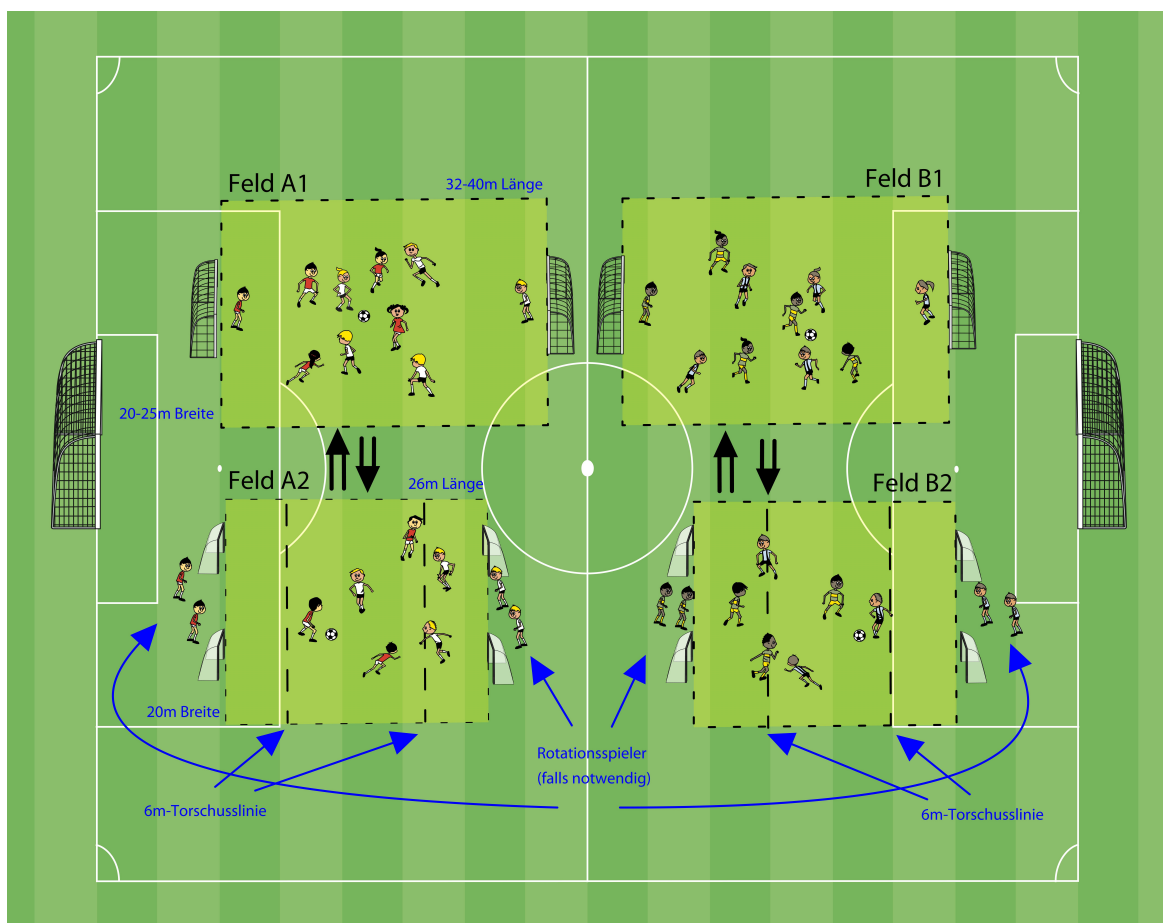 Feld A1
32-40m Länge
Feld B1
20-25m Breite
Feld A2
26m Länge
Feld B2
20m Breite
Rotationsspieler
(falls notwendig)
6m-Torschusslinie
6m-Torschusslinie